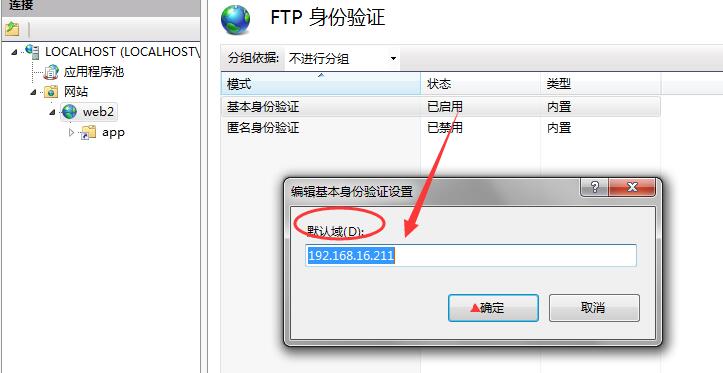 连接
LOCALHOST (LOCALHOST\
应用程序池
网站
web2
app
FTP 身份验证
分组依据: 不进行分组
模式 状态 类型
基本身份验证 已启用 内置
匿名身份验证 已禁用 内置
编辑基本身份验证设置
默认域(D):
192.168.16.211
确定 取消